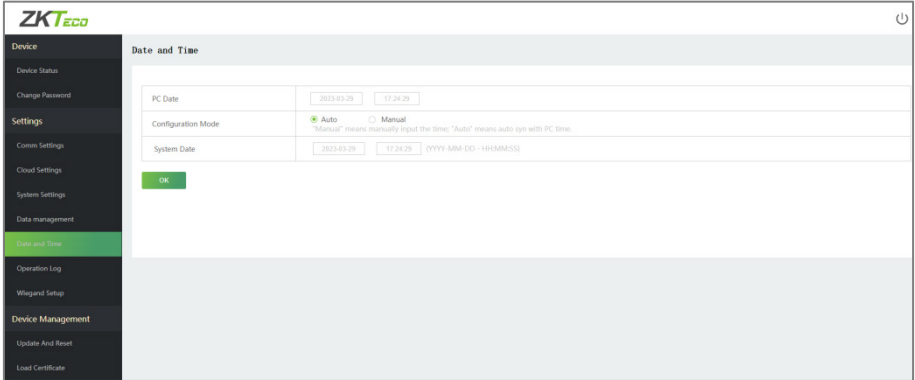 ZKTeco
Device
Device Status
Change Password
Settings
Comm Settings
Cloud Settings
System Settings
Data management
Date and Time
Operation Log
Wiegand Setup
Device Management
Update And Reset
Load Certificate
Date and Time
PC Date 2023-03-29 17:24:29
Configuration Mode Auto Manual
"Manual" means manually input the time; "Auto" means auto syn with PC time.
System Date 2023-03-29 17:24:29 (YYYY-MM-DD - HH:MM:SS)
OK